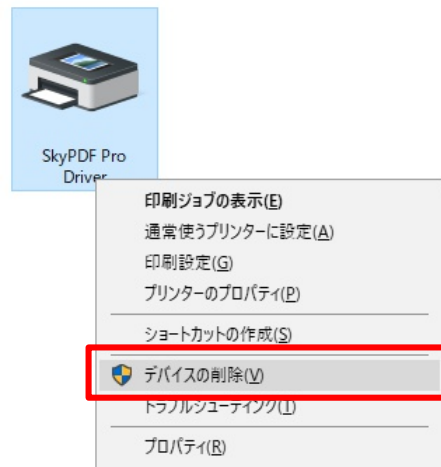 SkyPDF Pro
Driver
印刷ジョブの表示(E)
通常使うプリンターに設定(A)
印刷設定(G)
プリンターのプロパティ(P)
ショートカットの作成(S)
デバイスの削除(V)
トラブルシューティング(T)
プロパティ(R)